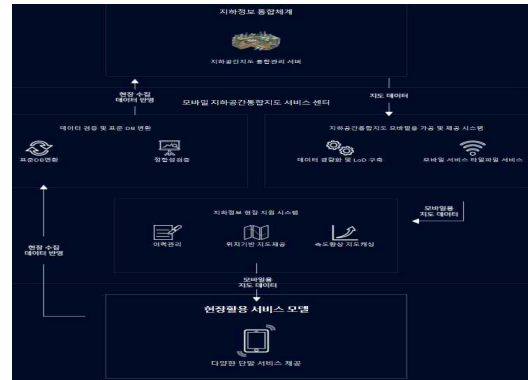 지하정보 통합체계
지하공간지도 통합관리 서버
현장 수집
데이터 반영
지도 데이터
모바일 지하공간통합지도 서비스 센터
데이터 검증 및 표준 DB 변환
지하공간통합지도 모바일용 가공 및 제공 시스템
표준DB변환
정합성검증
데이터 경량화 및 LoD 구축
모바일 서비스 타일파일 서비스
지하정보 현장 지원 시스템
모바일용
지도 데이터
이력관리
위치기반 지도제공
속도향상 지도캐싱
현장 수집
데이터 반영
모바일용
지도 데이터
현장활용 서비스 모델
다양한 단말 서비스 제공